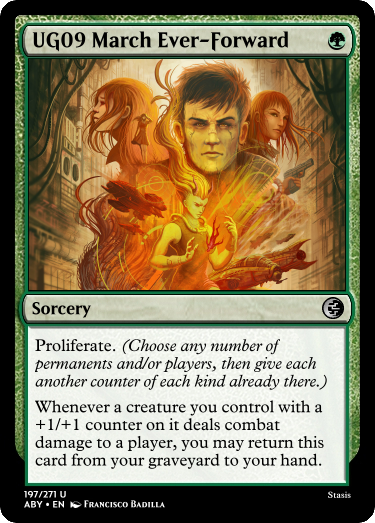 UG09 March Ever-Forward
Sorcery
Proliferate. (Choose any number of
permanents and/or players, then give each
another counter of each kind already there.)
Whenever a creature you control with a
+1/+1 counter on it deals combat
damage to a player, you may return this
card from your graveyard to your hand.
197/271 U
ABY • EN Francisco Badilla
Stasis